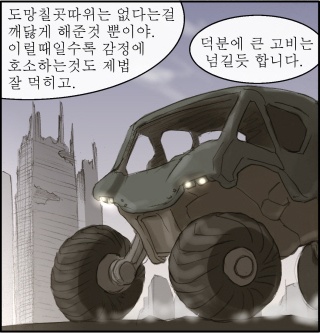 도망칠곳따위는 없다는걸
깨닳게 해준것 뿐이야.
이럴때일수록 감정에
호소하는것도 제법
잘 먹히고.
덕분에 큰 고비는
넘길듯 합니다.